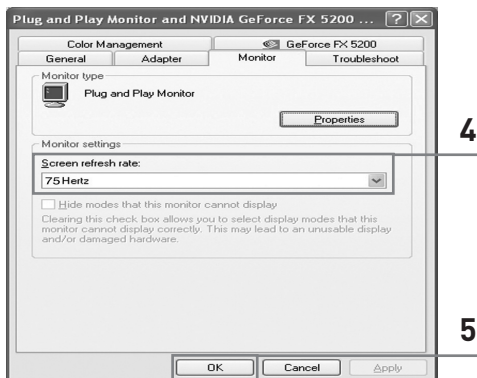 Plug and Play Monitor and NVIDIA GeForce FX 5200 ...
Color Management
GeForce FX 5200
General
Adapter
Monitor
Troubleshoot
Monitor type
Plug and Play Monitor
Properties
Monitor settings
Screen refresh rate:
75 Hertz
Hide modes that this monitor cannot display
Clearing this check box allows you to select display modes that this
monitor cannot display correctly. This may lead to an unusable display
and/or damaged hardware.
OK
Cancel
Apply
4
5